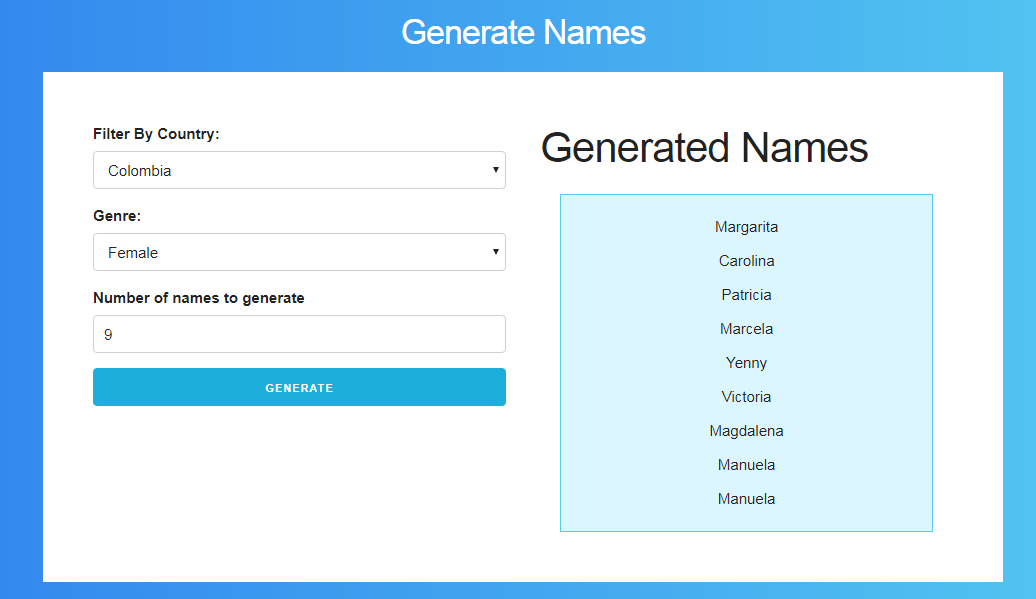 Generate Names
Filter By Country:
Colombia
Genre:
Female
Number of names to generate
9
GENERATE
Generated Names
Margarita
Carolina
Patricia
Marcela
Yenny
Victoria
Magdalena
Manuela
Manuela